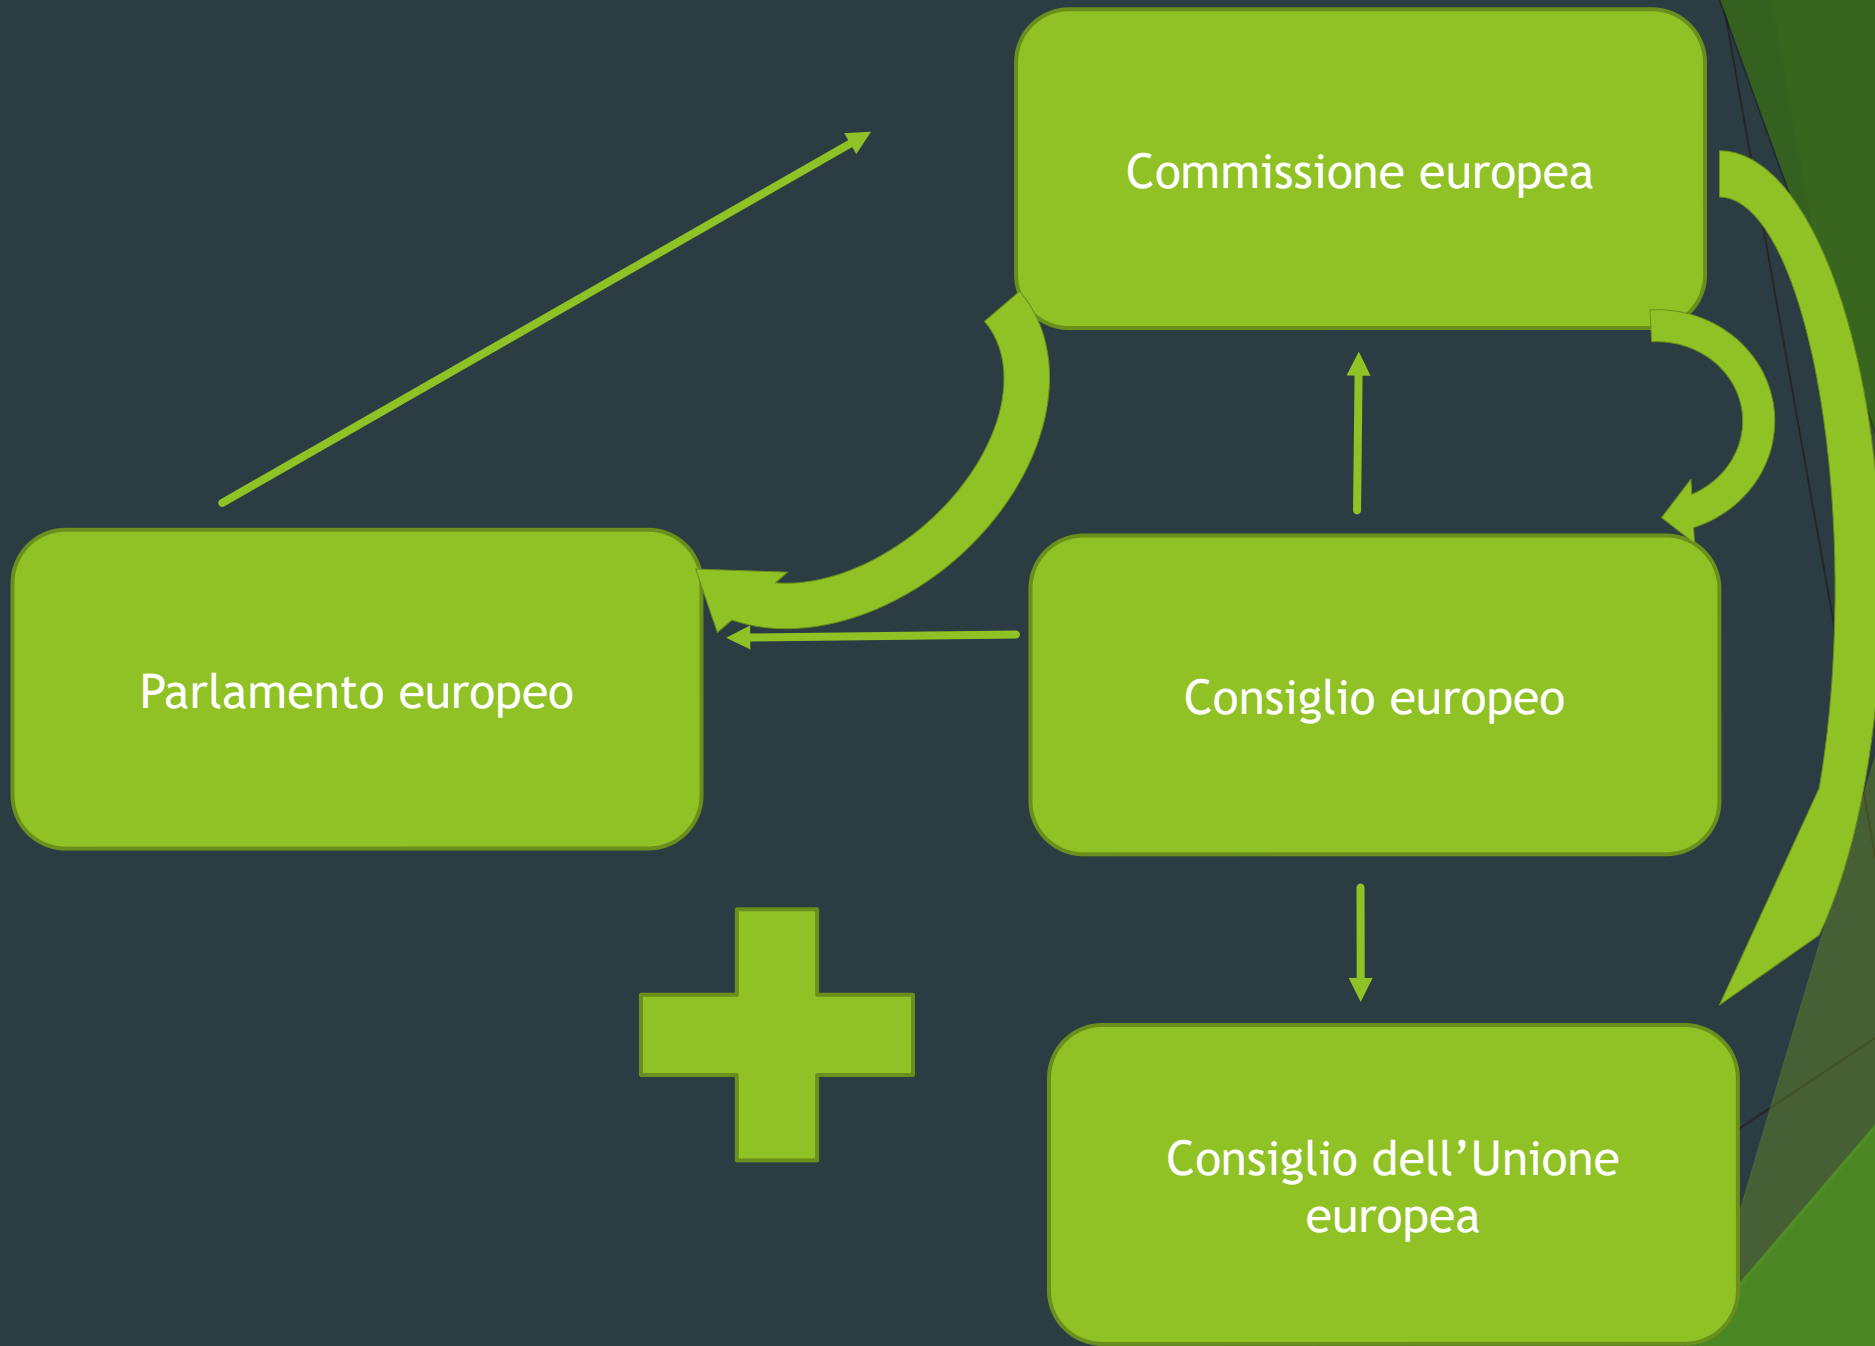 Commissione europea
Parlamento europeo
Consiglio europeo
Consiglio dell’Unione
europea